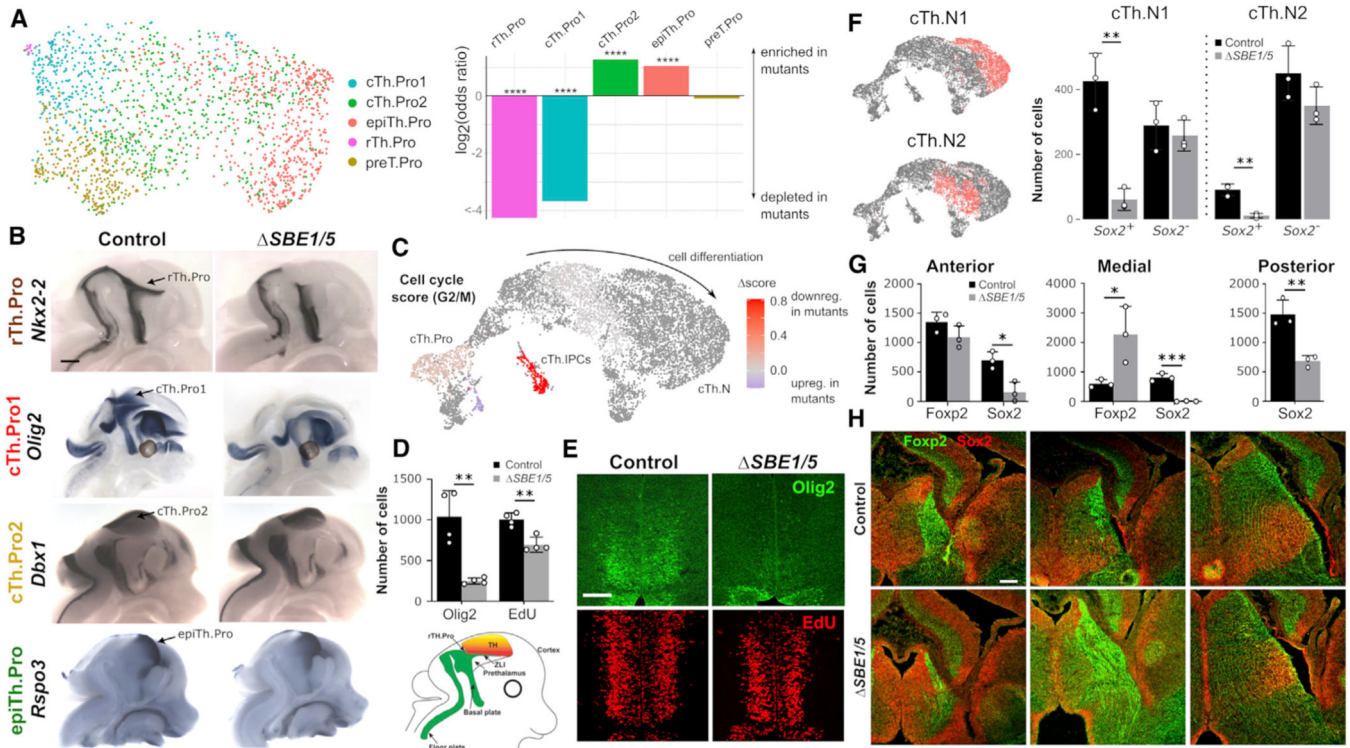 A
cTh.Pro1
cTh.Pro2
epiTh.Pro
rTh.Pro
preT.Pro
rTh.Pro
cTh.Pro1
cTh.Pro2
epiTh.Pro
preT.Pro
log2(odds ratio)
0
-2
<-4
****
****
****
****
enriched in
mutants
depleted in
mutants
B
Control
ΔSBE1/5
rTh.Pro
Nkx2-2
rTh.Pro
cTh.Pro1
Olig2
cTh.Pro1
cTh.Pro2
Dbx1
cTh.Pro2
epiTh.Pro
Rspo3
epiTh.Pro
C
Cell cycle
score (G2/M)
cell differentiation
cTh.Pro
cTh.IPCs
cTh.N
Δscore
0.8
0.4
0.0
downreg.
in mutants
upreg. in
mutants
D
Number of cells
1500
1000
500
0
**
**
Control
ΔSBE1/5
Olig2
EdU
rTH.Pro
TH
Cortex
ZLI
Prethalamus
Basal plate
Floor plate
E
Control
ΔSBE1/5
Olig2
EdU
F
cTh.N1
cTh.N2
cTh.N1
cTh.N2
Number of cells
400
200
0
**
**
Control
ΔSBE1/5
Sox2+
Sox2-
Sox2+
Sox2-
G
Anterior
Medial
Posterior
Number of cells
2000
1500
1000
500
0
Control
ΔSBE1/5
*
Foxp2
Sox2
4000
3000
2000
1000
0
*
***
Foxp2
Sox2
2000
1500
1000
500
0
**
Sox2
H
Foxp2 Sox2
Control
ΔSBE1/5